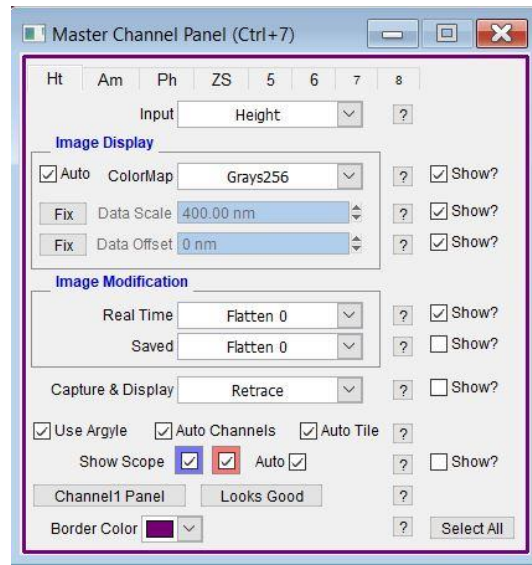 Master Channel Panel (Ctrl+7)
Ht Am Ph ZS 5 6 7 8
Input Height ?
Image Display
Auto ColorMap Grays256 ? Show?
Fix Data Scale 400.00 nm ? Show?
Fix Data Offset 0 nm ? Show?
Image Modification
Real Time Flatten 0 ? Show?
Saved Flatten 0 ? Show?
Capture & Display Retrace ? Show?
Use Argyle Auto Channels Auto Tile ?
Show Scope Auto ? Show?
Channel1 Panel Looks Good ?
Border Color ? Select All